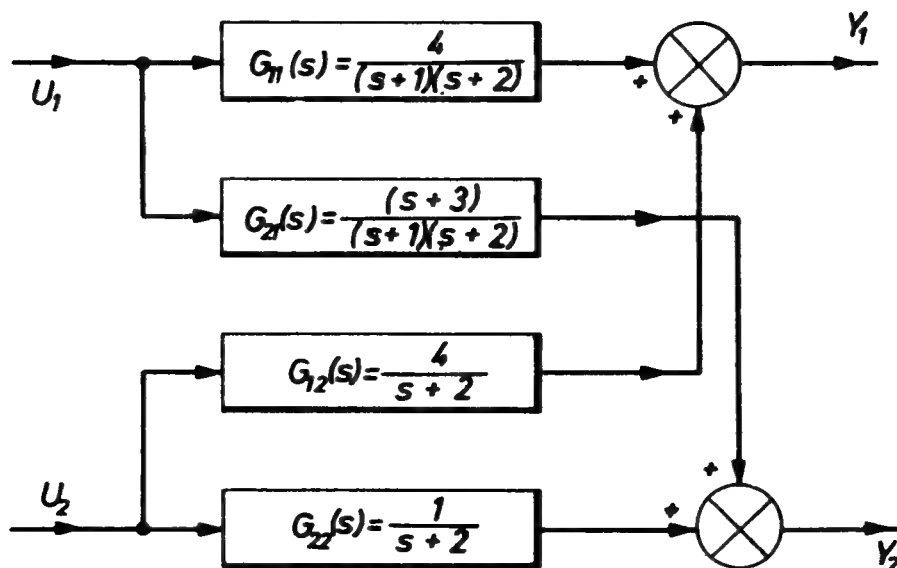 U₁
G₁₁(s) = 4/((s+1)(s+2))
+
+
Y₁
G₂₁(s) = (s+3)/((s+1)(s+2))
G₁₂(s) = 4/(s+2)
U₂
G₂₂(s) = 1/(s+2)
+
+
Y₂